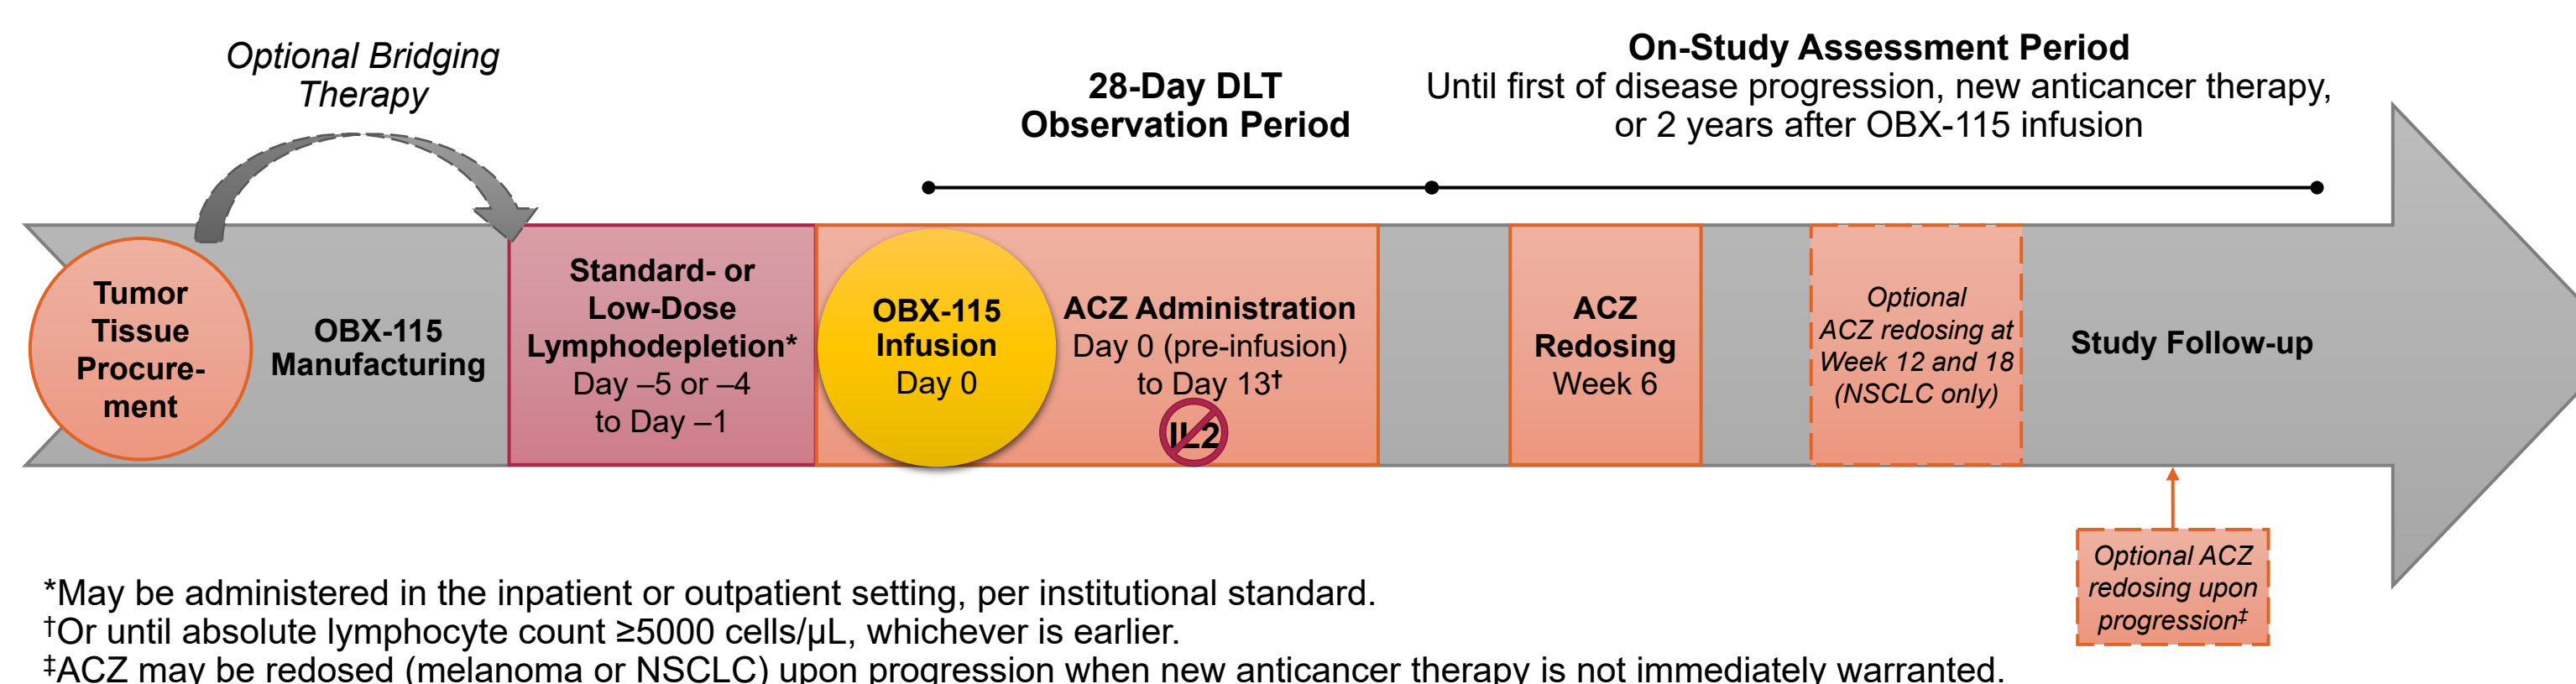 Optional Bridging
Therapy
28-Day DLT
Observation Period
On-Study Assessment Period
Until first of disease progression, new anticancer therapy,
or 2 years after OBX-115 infusion
Tumor
Tissue
Procure-
ment
OBX-115
Manufacturing
Standard- or
Low-Dose
Lymphodepletion*
Day –5 or –4
to Day –1
OBX-115
Infusion
Day 0
ACZ Administration
Day 0 (pre-infusion)
to Day 13†
IL2
ACZ
Redosing
Week 6
Optional
ACZ redosing at
Week 12 and 18
(NSCLC only)
Study Follow-up
Optional ACZ
redosing upon
progression‡
*May be administered in the inpatient or outpatient setting, per institutional standard.
†Or until absolute lymphocyte count ≥5000 cells/μL, whichever is earlier.
‡ACZ may be redosed (melanoma or NSCLC) upon progression when new anticancer therapy is not immediately warranted.